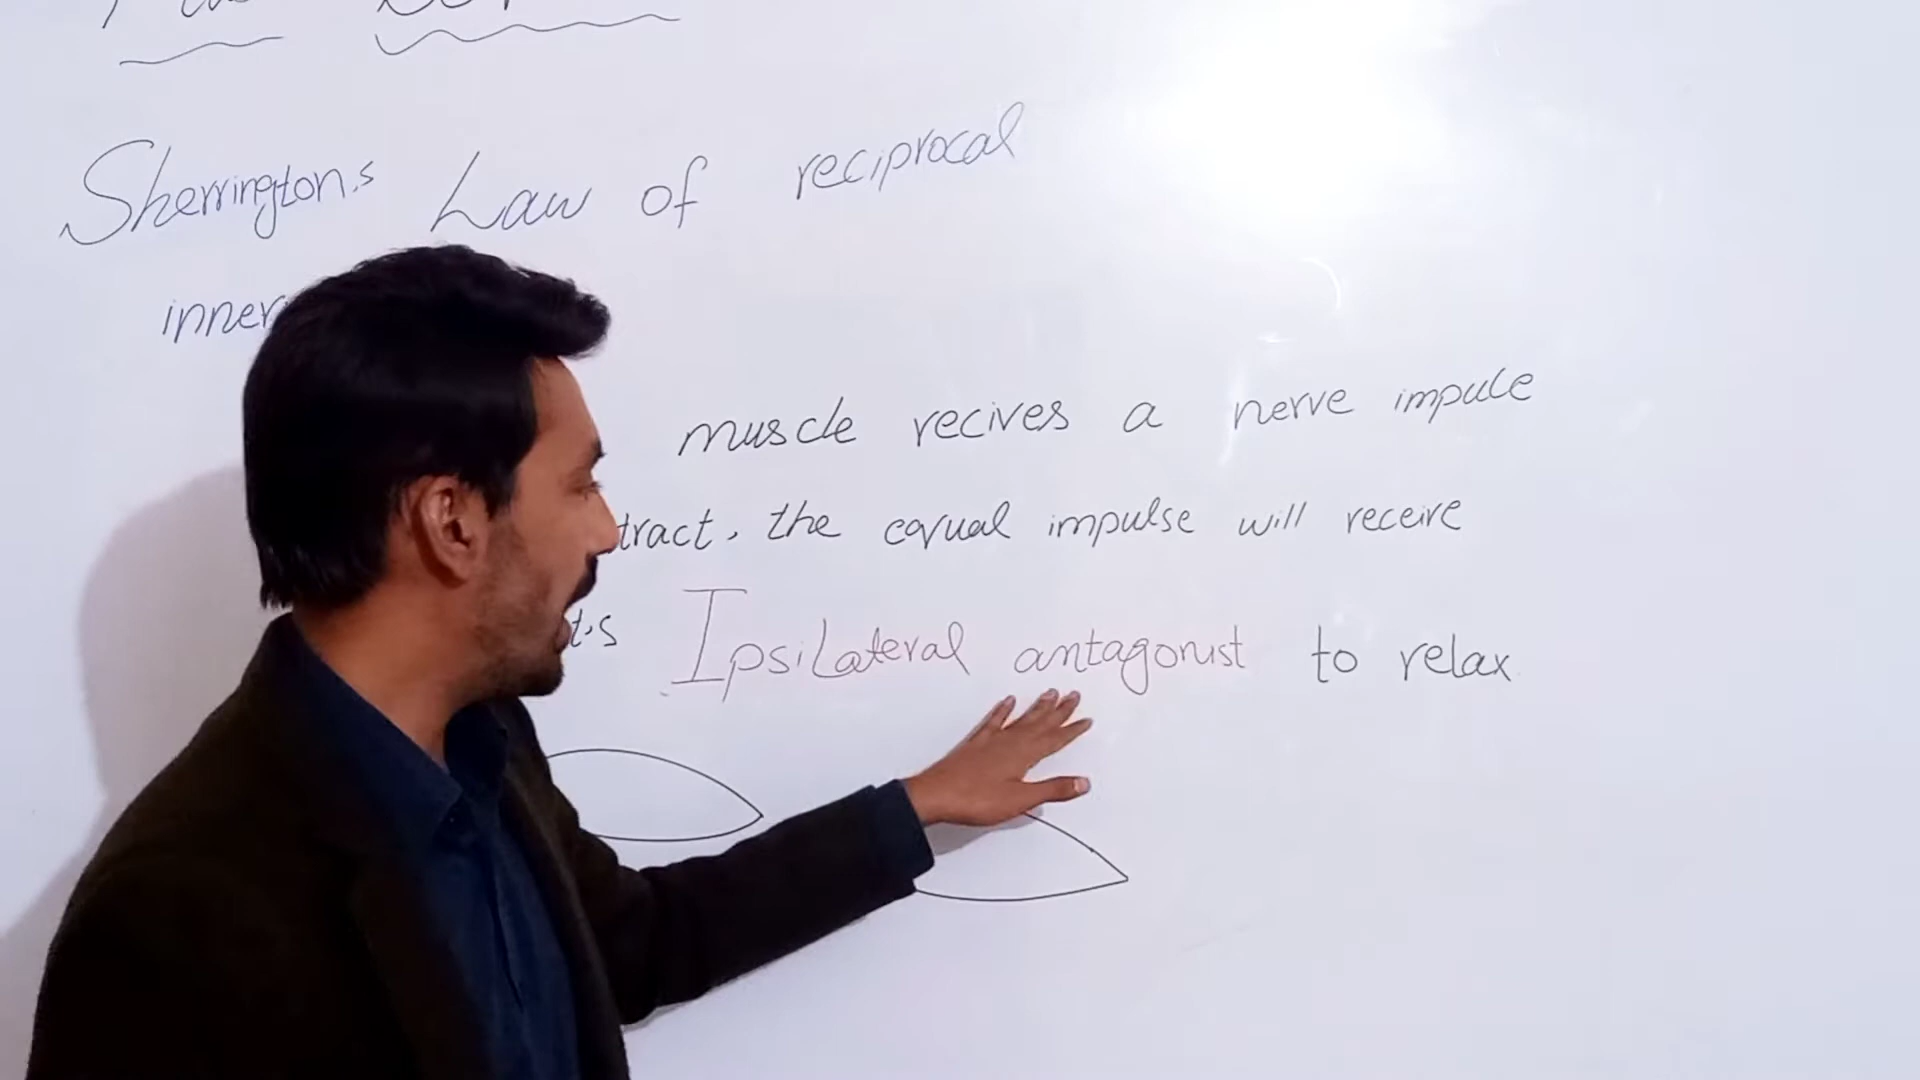 Sherrington,s Law of reciprocal
inner
muscle recives a nerve impule
tract, the equal impulse will receive
t,s Ipsilateral antagonist to relax